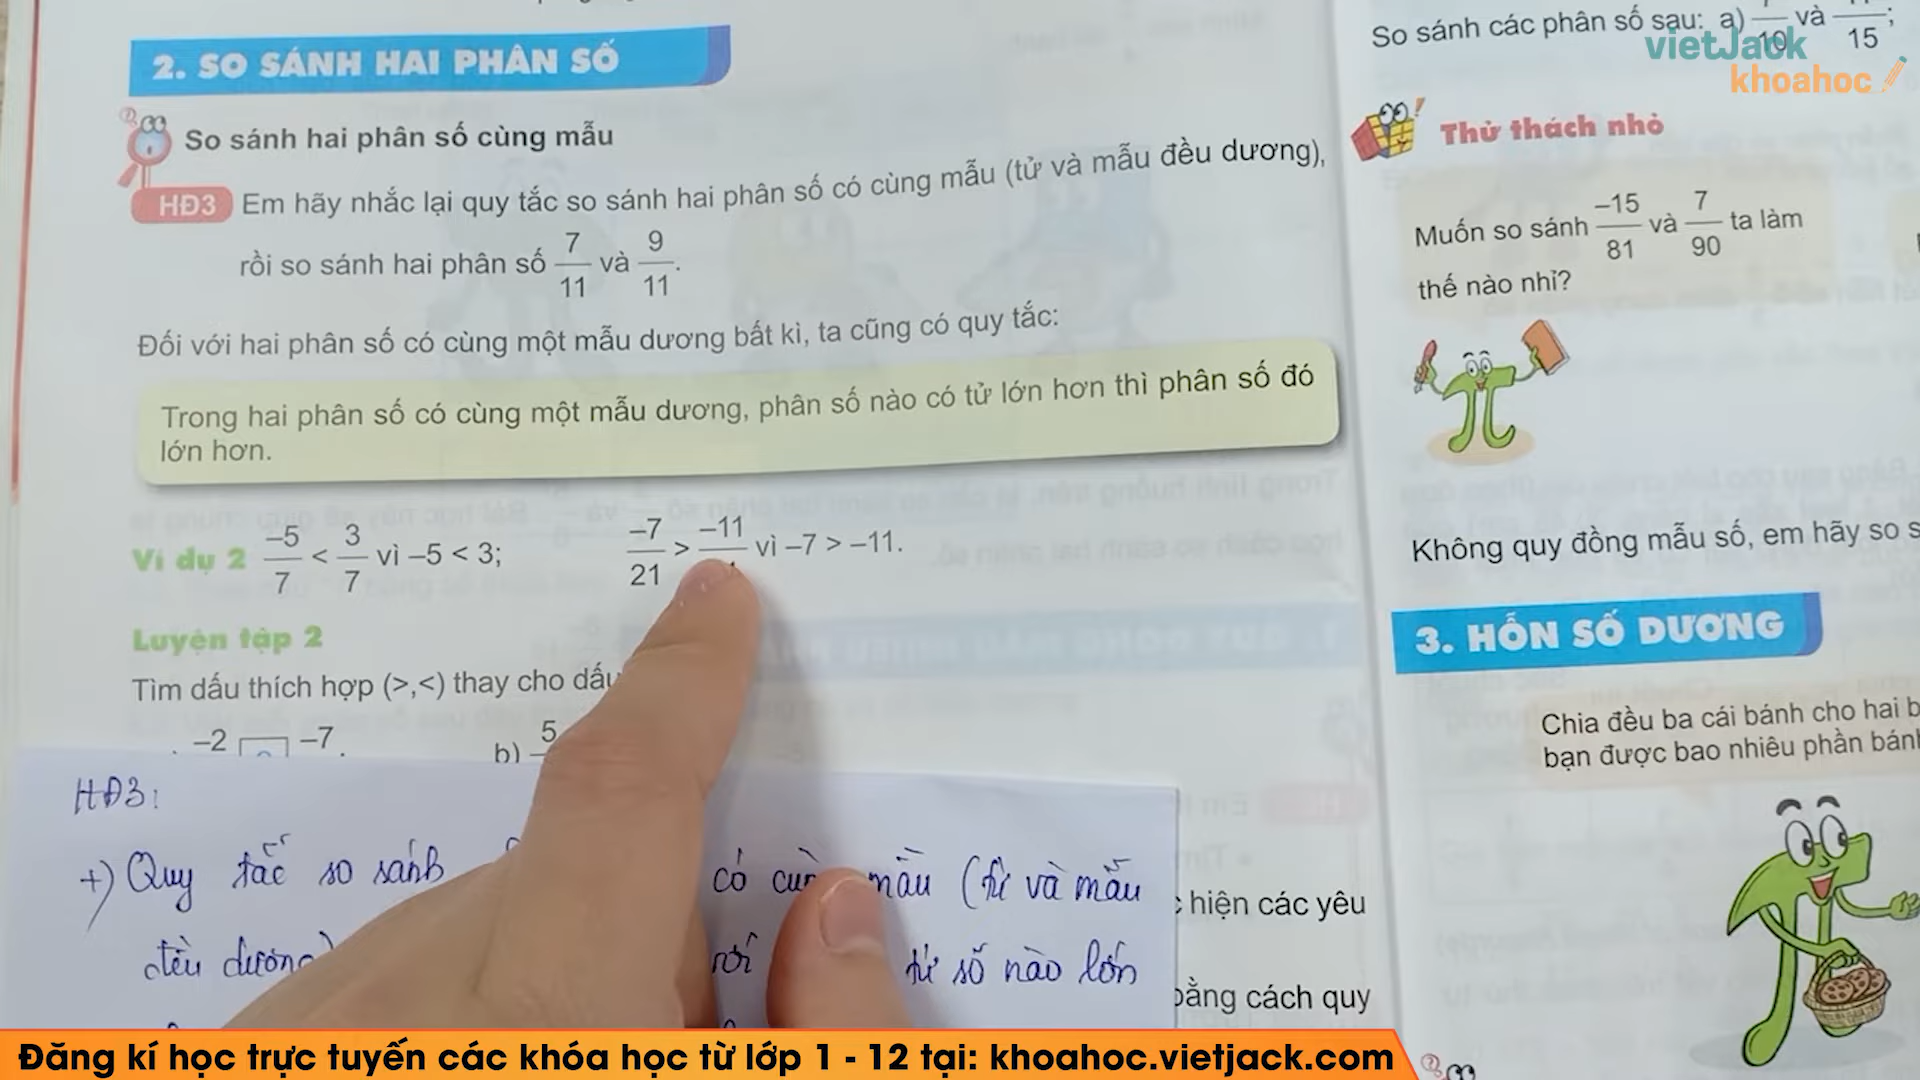 2. SO SÁNH HAI PHÂN SỐ
So sánh hai phân số cùng mẫu
HĐ3 Em hãy nhắc lại quy tắc so sánh hai phân số có cùng mẫu (tử và mẫu đều dương),
rồi so sánh hai phân số 7/11 và 9/11.
Đối với hai phân số có cùng một mẫu dương bất kì, ta cũng có quy tắc:
Trong hai phân số có cùng một mẫu dương, phân số nào có tử lớn hơn thì phân số đó
lớn hơn.
Ví dụ 2 −5/7 < 3/7 vì −5 < 3; −7/21 > −11 vì −7 > −11.
Luyện tập 2
Tìm dấu thích hợp (>,<) thay cho dấu
−2 −7 b) 5
HĐ3:
+) Quy tắc so sánh có cùng mẫu (tử và mẫu
đều dương) tử số nào lớn
hiện các yêu
bằng cách quy
So sánh các phân số sau: a) và 15;
vietJack
khoahoc
Thử thách nhỏ
Muốn so sánh −15/81 và 7/90 ta làm
thế nào nhỉ?
Không quy đồng mẫu số, em hãy so
3. HỖN SỐ DƯƠNG
Chia đều ba cái bánh cho hai
bạn được bao nhiêu phần bánh
Đăng kí học trực tuyến các khóa học từ lớp 1 - 12 tại: khoahoc.vietjack.com